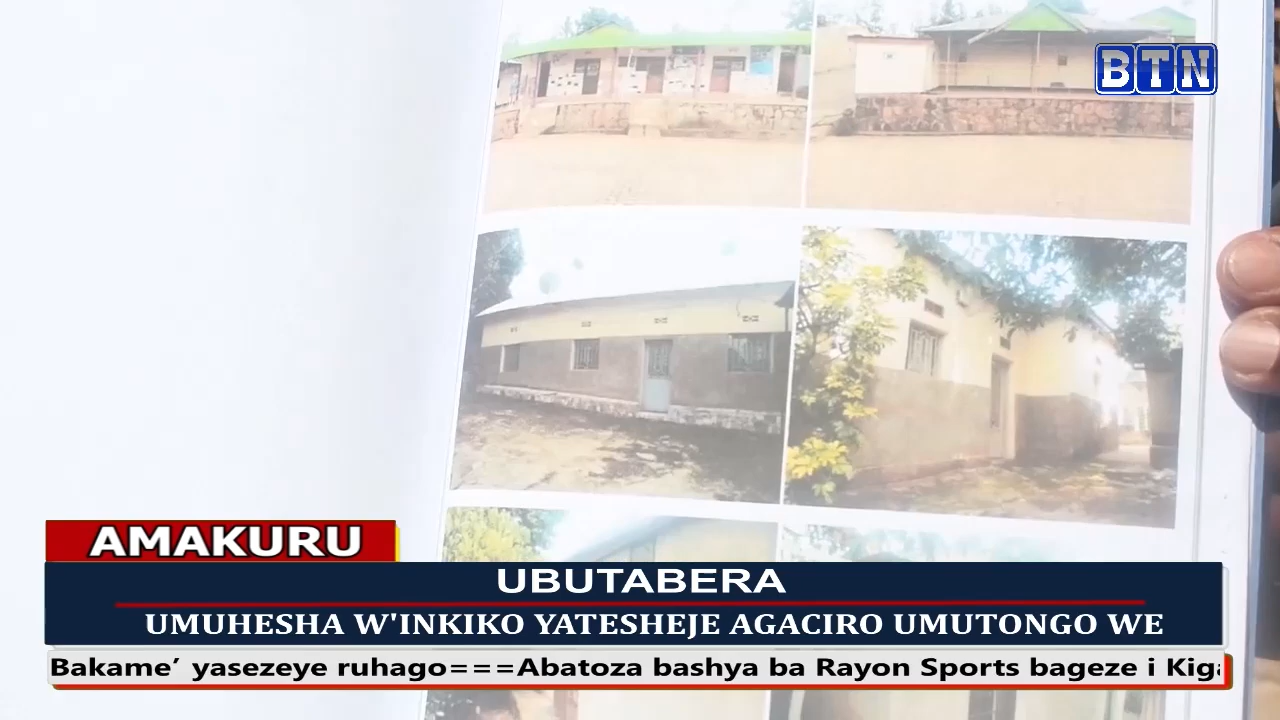 BTN
AMAKURU
UBUTABERA
UMUHESHA W'INKIKO YATESHEJE AGACIRO UMUTONGO WE
Bakame’ yasezeye ruhago===Abatoza bashya ba Rayon Sports bageze i